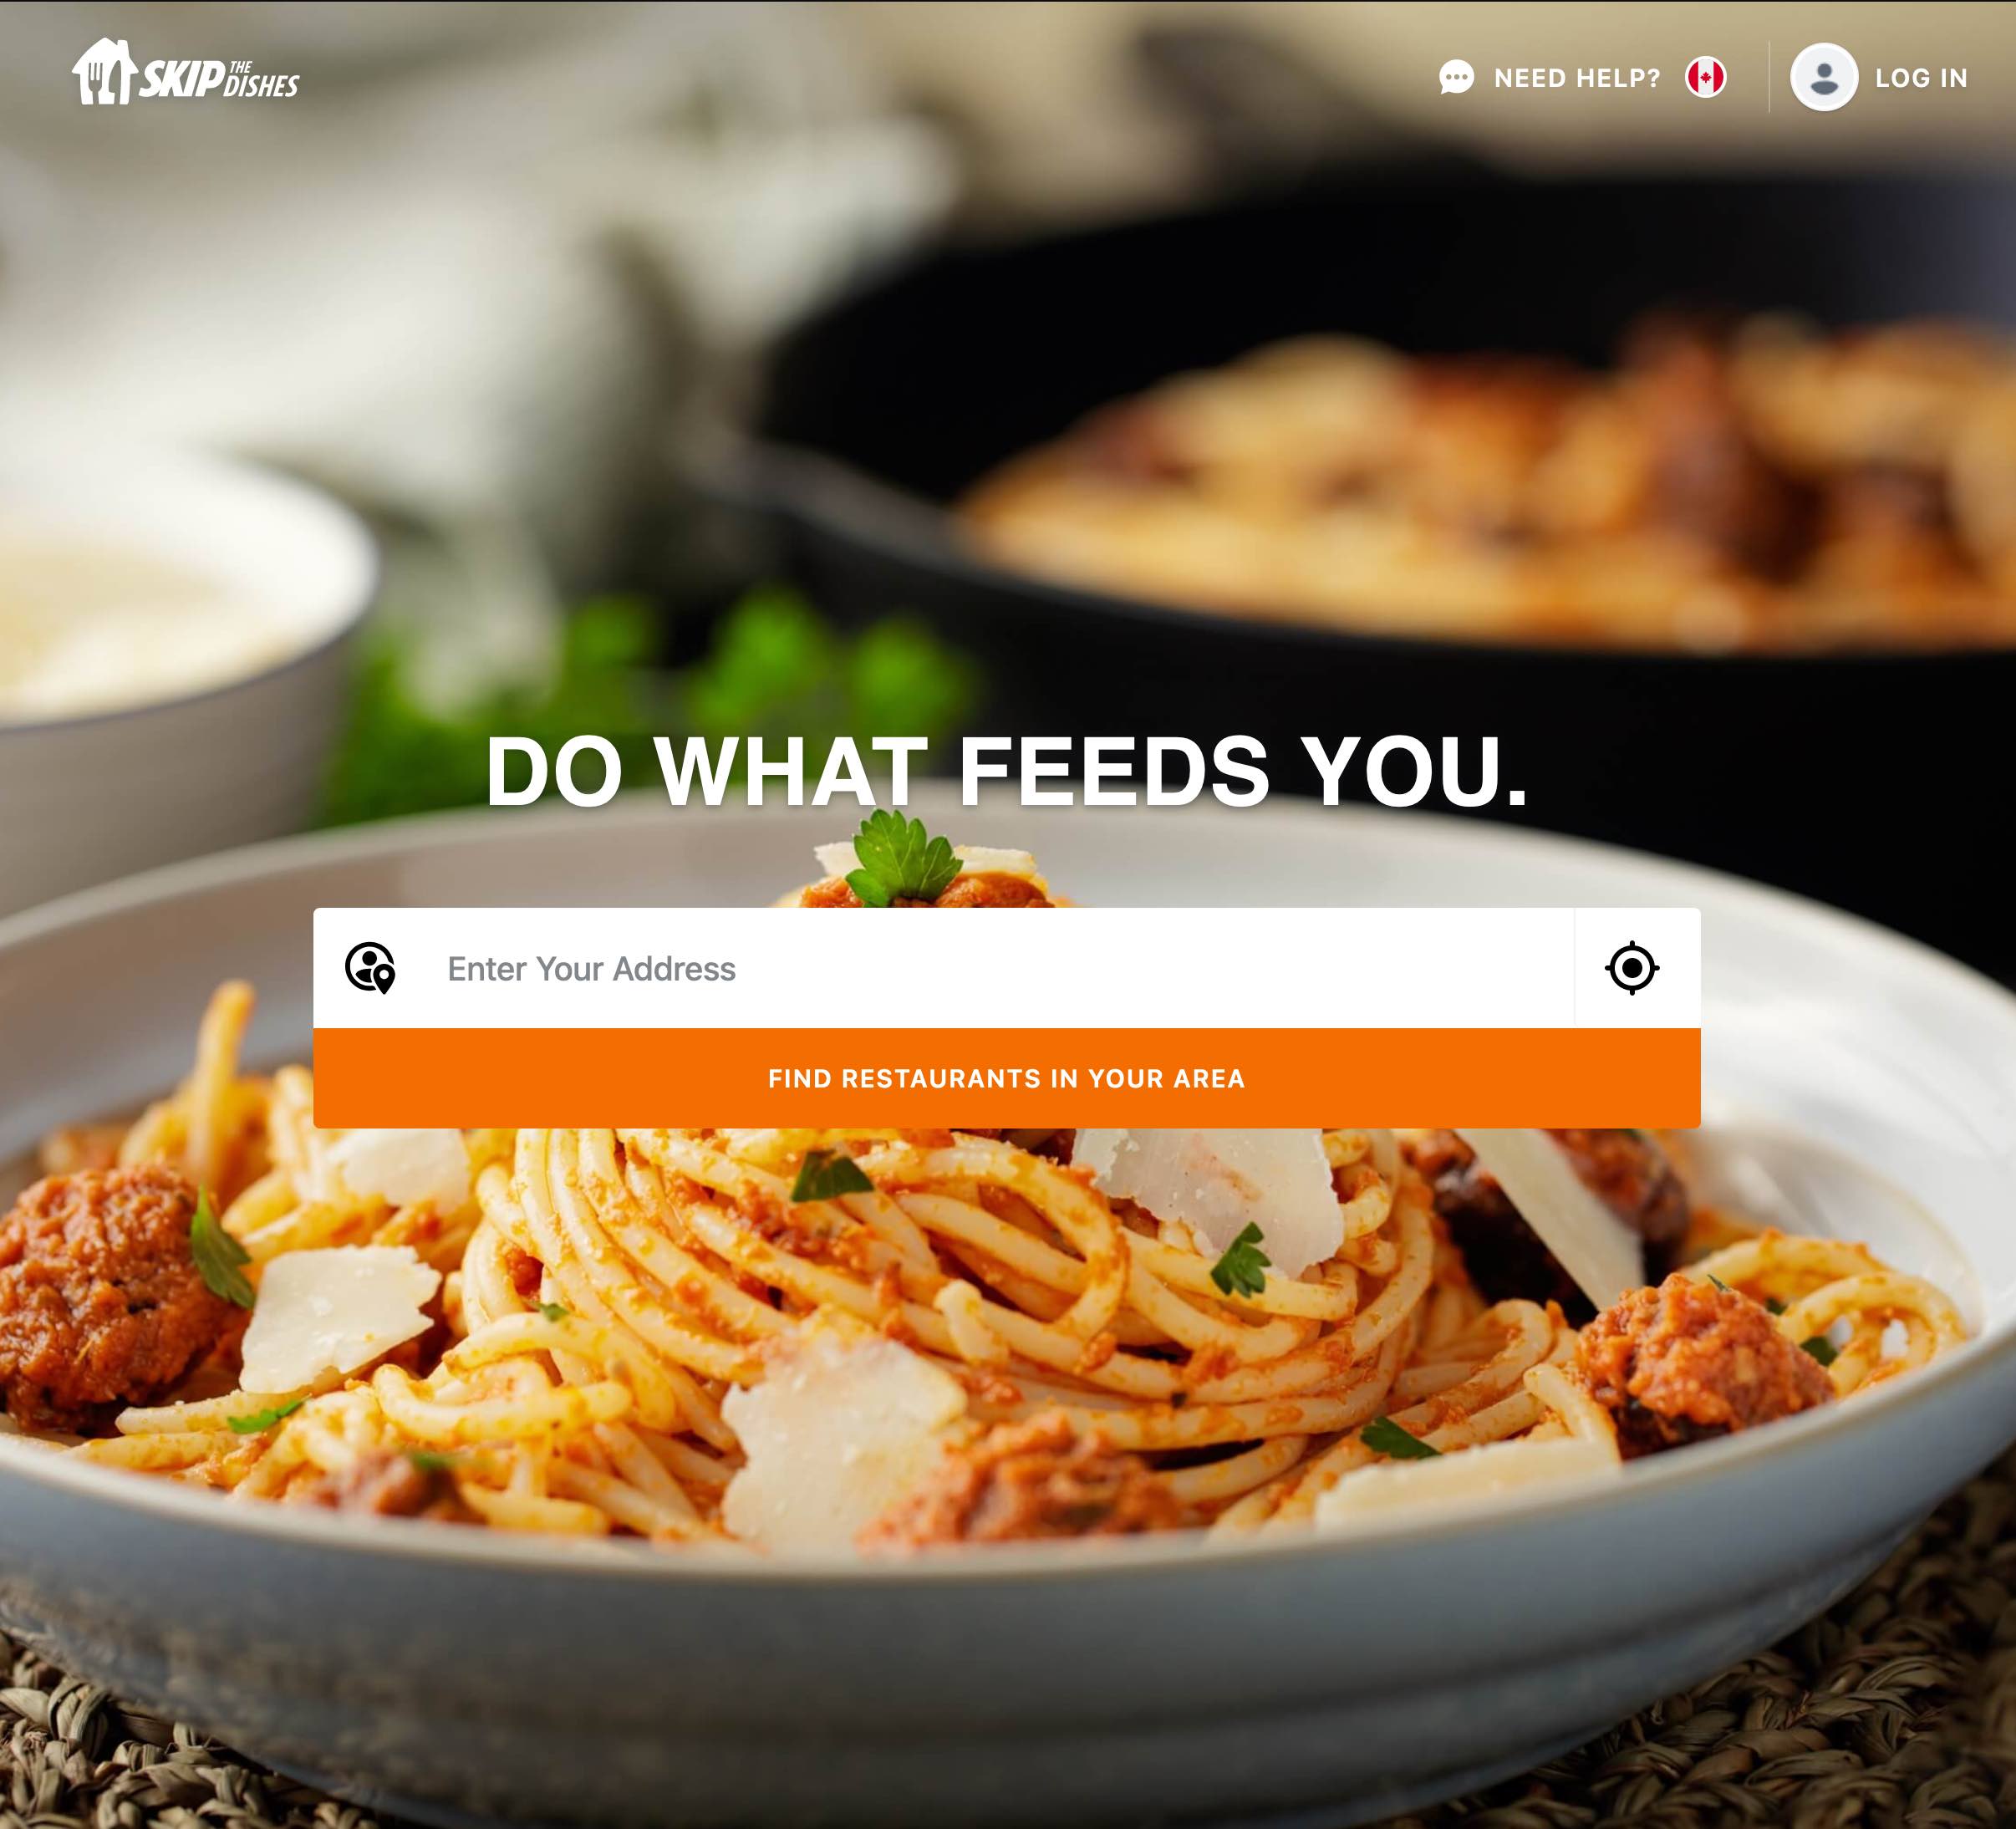 SKIP THE DISHES
NEED HELP?
LOG IN
DO WHAT FEEDS YOU.
Enter Your Address
FIND RESTAURANTS IN YOUR AREA